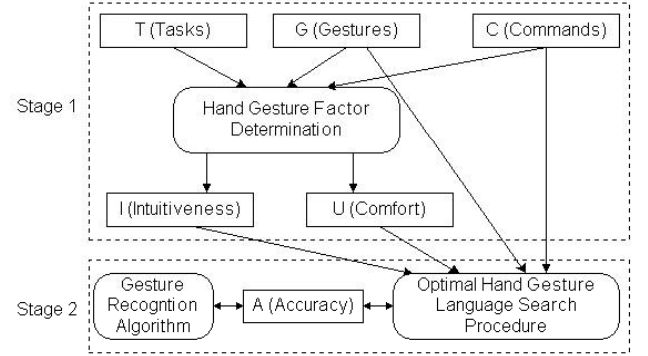 T (Tasks)
G (Gestures)
C (Commands)
Stage 1
Hand Gesture Factor
Determination
I (Intuitiveness)
U (Comfort)
Stage 2
Gesture
Recogntion
Algorithm
A (Accuracy)
Optimal Hand Gesture
Language Search
Procedure